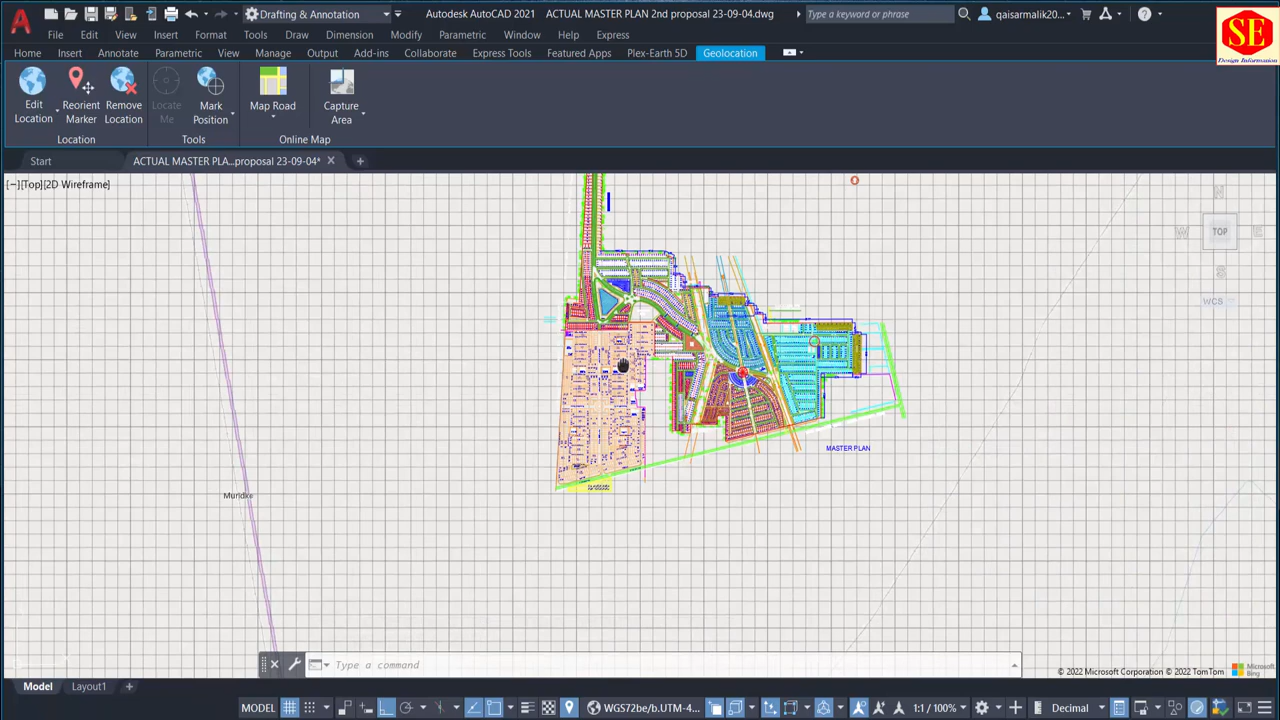 Drafting & Annotation
Autodesk AutoCAD 2021 ACTUAL MASTER PLAN 2nd proposal 23-09-04.dwg
Type a keyword or phrase
qaisarmalik20...
SE
Design Information
File Edit View Insert Format Tools Draw Dimension Modify Parametric Window Help Express
Home Insert Annotate Parametric View Manage Output Add-ins Collaborate Express Tools Featured Apps Plex-Earth 5D Geolocation
Edit Location
Reorient Marker
Remove Location
Locate Me
Mark Position
Map Road
Capture Area
Location Tools Online Map
Start ACTUAL MASTER PLA...proposal 23-09-04*
[−][Top][2D Wireframe]
W TOP E
S
WCS
MASTER PLAN
Muridke
Type a command
© 2022 Microsoft Corporation © 2022 TomTom
Microsoft Bing
Model Layout1
MODEL WGS72be/b.UTM-4... 1:1 / 100% Decimal